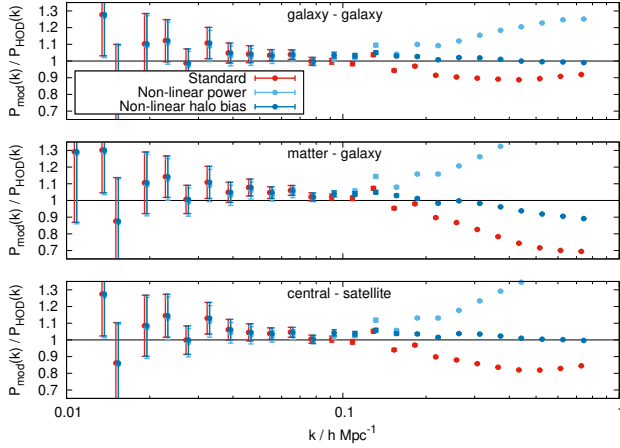 galaxy - galaxy
1.3
1.2
1.1
1
0.9
0.8
0.7
P_mod(k) / P_HOD(k)
Standard
Non-linear power
Non-linear halo bias
matter - galaxy
1.3
1.2
1.1
1
0.9
0.8
0.7
P_mod(k) / P_HOD(k)
central - satellite
1.3
1.2
1.1
1
0.9
0.8
0.7
P_mod(k) / P_HOD(k)
0.01 0.1 1
k / h Mpc⁻¹